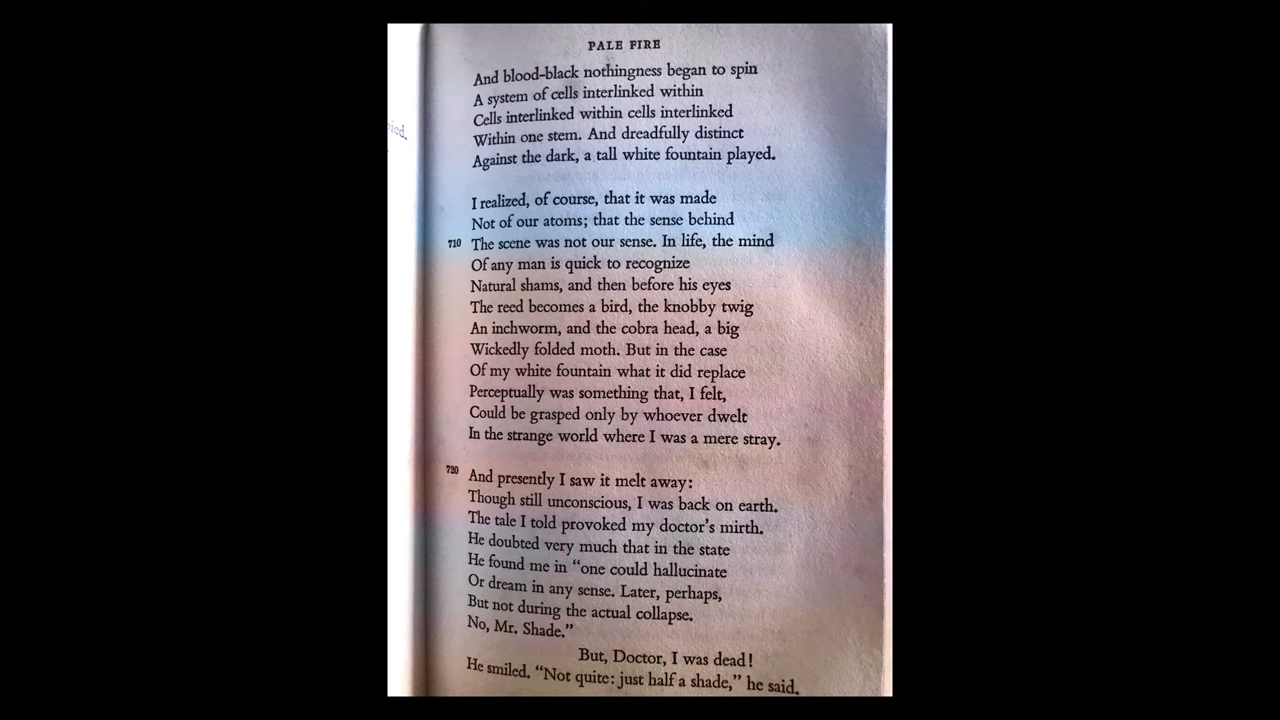 PALE FIRE
And blood-black nothingness began to spin
A system of cells interlinked within
Cells interlinked within cells interlinked
Within one stem. And dreadfully distinct
Against the dark, a tall white fountain played.
I realized, of course, that it was made
Not of our atoms; that the sense behind
710 The scene was not our sense. In life, the mind
Of any man is quick to recognize
Natural shams, and then before his eyes
The reed becomes a bird, the knobby twig
An inchworm, and the cobra head, a big
Wickedly folded moth. But in the case
Of my white fountain what it did replace
Perceptually was something that, I felt,
Could be grasped only by whoever dwelt
In the strange world where I was a mere stray.
720 And presently I saw it melt away:
Though still unconscious, I was back on earth.
The tale I told provoked my doctor's mirth.
He doubted very much that in the state
He found me in "one could hallucinate
Or dream in any sense. Later, perhaps,
But not during the actual collapse.
No, Mr. Shade."
But, Doctor, I was dead!
He smiled. "Not quite: just half a shade," he said.